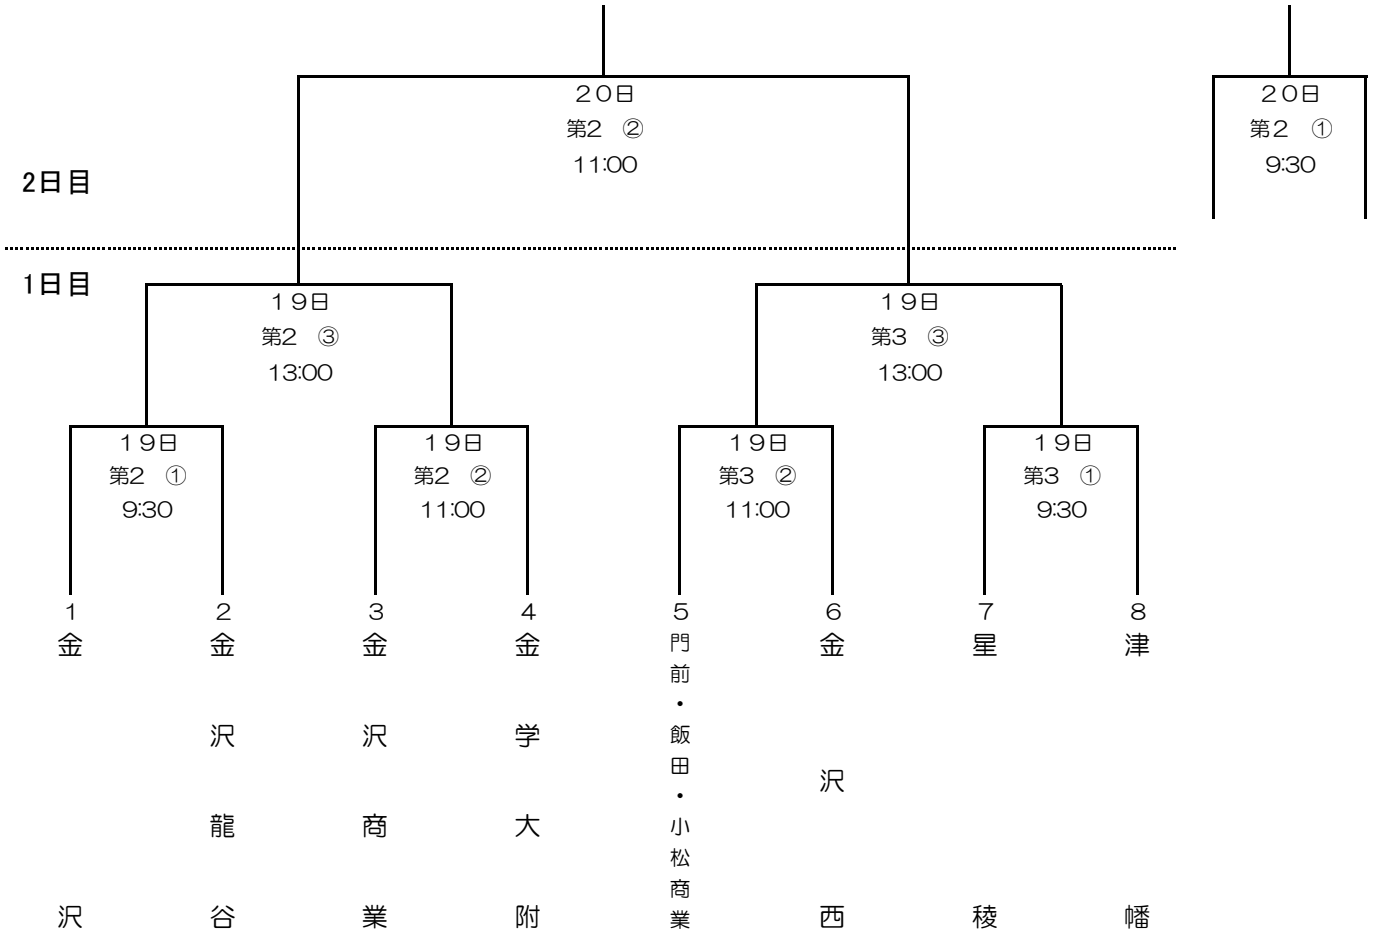 20日
第2 ②
11:00
20日
第2 ①
9:30
2日目
1日目
19日
第2 ③
13:00
19日
第3 ③
13:00
19日
第2 ①
9:30
19日
第2 ②
11:00
19日
第3 ②
11:00
19日
第3 ①
9:30
1
金沢
2
金沢龍谷
3
金沢商業
4
金学大附
5
門前・飯田・小松商業
6
金沢西
7
星稜
8
津幡